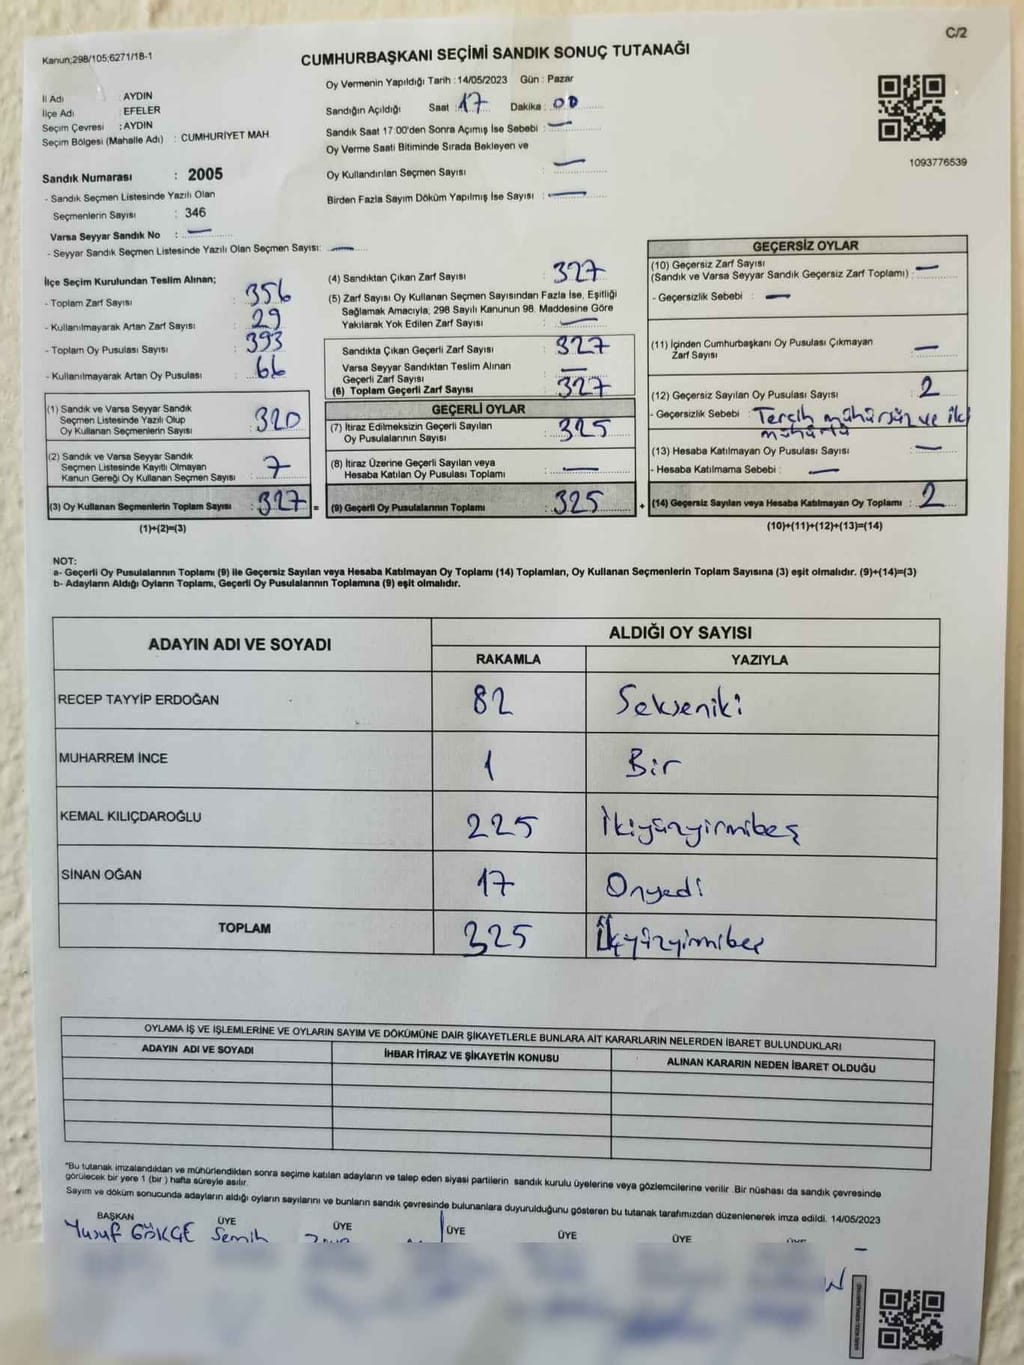 C/2
Kanun;298/105;6271/18-1
CUMHURBAŞKANI SEÇİMİ SANDIK SONUÇ TUTANAĞI
Oy Vermenin Yapıldığı Tarih : 14/05/2023 Gün : Pazar
İl Adı : AYDIN
İlçe Adı : EFELER
Seçim Çevresi : AYDIN
Seçim Bölgesi (Mahalle Adı) : CUMHURİYET MAH.
Sandığın Açıldığı Saat : 17 Dakika : 00
Sandık Saat 17:00'den Sonra Açımış İse Sebebi : —
Oy Verme Saati Bitiminde Sırada Bekleyen ve
Oy Kullandırılan Seçmen Sayısı : —
Birden Fazla Sayım Döküm Yapılmış İse Sayısı : —
1093776539
Sandık Numarası : 2005
- Sandık Seçmen Listesinde Yazılı Olan
Seçmenlerin Sayısı : 346
Varsa Seyyar Sandık No : —
- Seyyar Sandık Seçmen Listesinde Yazılı Olan Seçmen Sayısı: —
İlçe Seçim Kurulundan Teslim Alınan;
- Toplam Zarf Sayısı : 356
- Kullanılmayarak Artan Zarf Sayısı : 29
- Toplam Oy Pusulası Sayısı : 393
- Kullanılmayarak Artan Oy Pusulası : 66
(1) Sandık ve Varsa Seyyar Sandık
Seçmen Listesinde Yazılı Olup
Oy Kullanan Seçmenlerin Sayısı : 320
(2) Sandık ve Varsa Seyyar Sandık
Seçmen Listesinde Kayıtlı Olmayan
Kanun Gereği Oy Kullanan Seçmen Sayısı : 7
(3) Oy Kullanan Seçmenlerin Toplam Sayısı : 327 =
(1)+(2)=(3)
(4) Sandıktan Çıkan Zarf Sayısı : 327
(5) Zarf Sayısı Oy Kullanan Seçmen Sayısından Fazla İse, Eşitliği
Sağlamak Amacıyla; 298 Sayılı Kanunun 98. Maddesine Göre
Yakılarak Yok Edilen Zarf Sayısı : —
Sandıkta Çıkan Geçerli Zarf Sayısı : 327
Varsa Seyyar Sandıktan Teslim Alınan
Geçerli Zarf Sayısı : —
(6) Toplam Geçerli Zarf Sayısı : 327
GEÇERLİ OYLAR
(7) İtiraz Edilmeksizin Geçerli Sayılan
Oy Pusulalarının Sayısı : 325
(8) İtiraz Üzerine Geçerli Sayılan veya
Hesaba Katılan Oy Pusulası Toplamı : —
(9) Geçerli Oy Pusulalarının Toplamı : 325 +
GEÇERSİZ OYLAR
(10) Geçersiz Zarf Sayısı
(Sandık ve Varsa Seyyar Sandık Geçersiz Zarf Toplamı) : —
- Geçersizlik Sebebi : —
(11) İçinden Cumhurbaşkanı Oy Pusulası Çıkmayan
Zarf Sayısı : —
(12) Geçersiz Sayılan Oy Pusulası Sayısı : 2
- Geçersizlik Sebebi : Tercih mühürsüz ve iki
mühürlü
(13) Hesaba Katılmayan Oy Pusulası Sayısı : —
- Hesaba Katılmama Sebebi : —
(14) Geçersiz Sayılan veya Hesaba Katılmayan Oy Toplamı : 2
(10)+(11)+(12)+(13)=(14)
NOT:
a- Geçerli Oy Pusulalarının Toplamı (9) ile Geçersiz Sayılan veya Hesaba Katılmayan Oy Toplamı (14) Toplamları, Oy Kullanan Seçmenlerin Toplam Sayısına (3) eşit olmalıdır. (9)+(14)=(3)
b- Adayların Aldığı Oyların Toplamı, Geçerli Oy Pusulalarının Toplamına (9) eşit olmalıdır.
ADAYIN ADI VE SOYADI ALDIĞI OY SAYISI
RAKAMLA YAZIYLA
RECEP TAYYİP ERDOĞAN 82 Sekseniki
MUHARREM İNCE 1 Bir
KEMAL KILIÇDAROĞLU 225 İkiyüzyirmibeş
SİNAN OĞAN 17 Onyedi
TOPLAM 325
OYLAMA İŞ VE İŞLEMLERİNE VE OYLARIN SAYIM VE DÖKÜMÜNE DAİR ŞİKAYETLERLE BUNLARA AİT KARARLARIN NELERDEN İBARET BULUNDUKLARI
ADAYIN ADI VE SOYADI İHBAR İTİRAZ VE ŞİKAYETİN KONUSU ALINAN KARARIN NEDEN İBARET OLDUĞU
*Bu tutanak imzalandıktan ve mühürlendikten sonra seçime katılan adayların ve talep eden siyasi partilerin sandık kurulu üyelerine veya gözlemcilerine verilir. Bir nüshası da sandık çevresinde
görülecek bir yere 1 (bir) hafta süreyle asılır.
Sayım ve döküm sonucunda adayların aldığı oyların sayılarını ve bunların sandık çevresinde bulunanlara duyurulduğunu gösteren bu tutanak tarafımızdan düzenlenerek imza edildi. 14/05/2023
BAŞKAN ÜYE ÜYE ÜYE ÜYE ÜYE
Yusuf GÖKÇE Semih